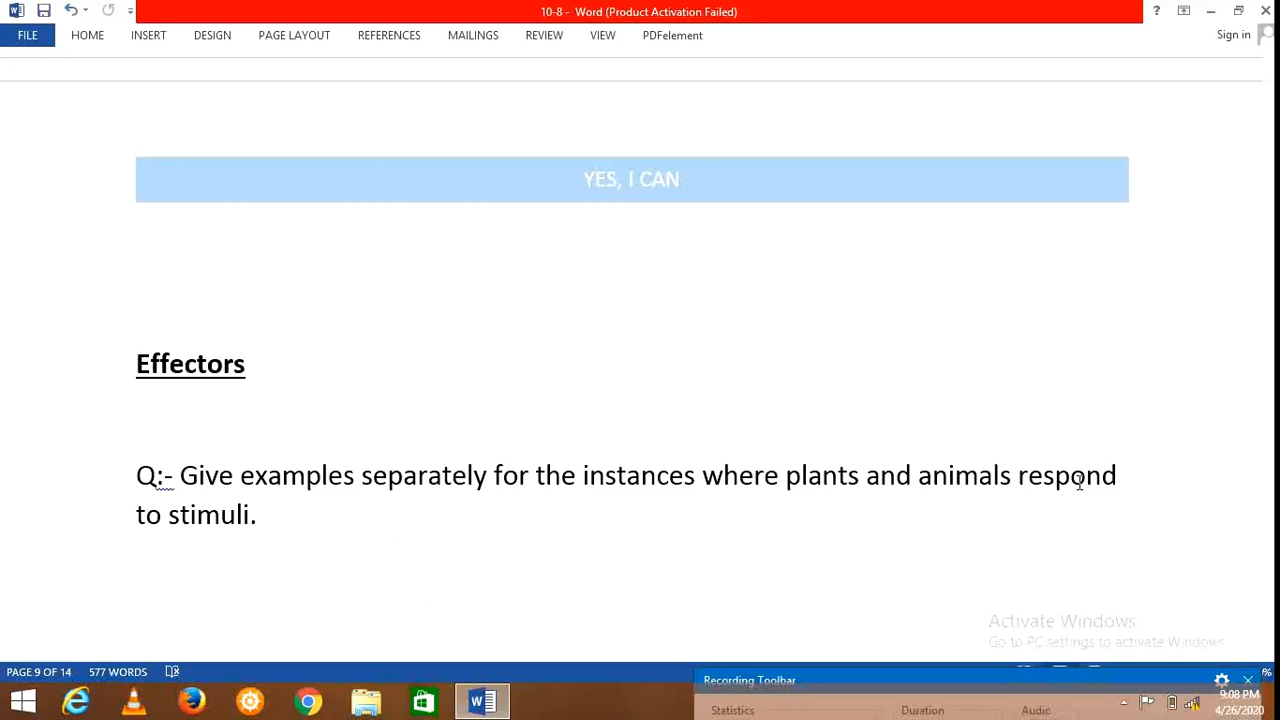 10-8 - Word (Product Activation Failed)
?
FILE HOME INSERT DESIGN PAGE LAYOUT REFERENCES MAILINGS REVIEW VIEW PDFelement Sign in
YES, I CAN
Effectors
Q:- Give examples separately for the instances where plants and animals respond
to stimuli.
Activate Windows
Go to PC settings to activate Windows
PAGE 9 OF 14 577 WORDS %
Recording Toolbar
Statistics Duration Audio
9:08 PM
4/26/2020